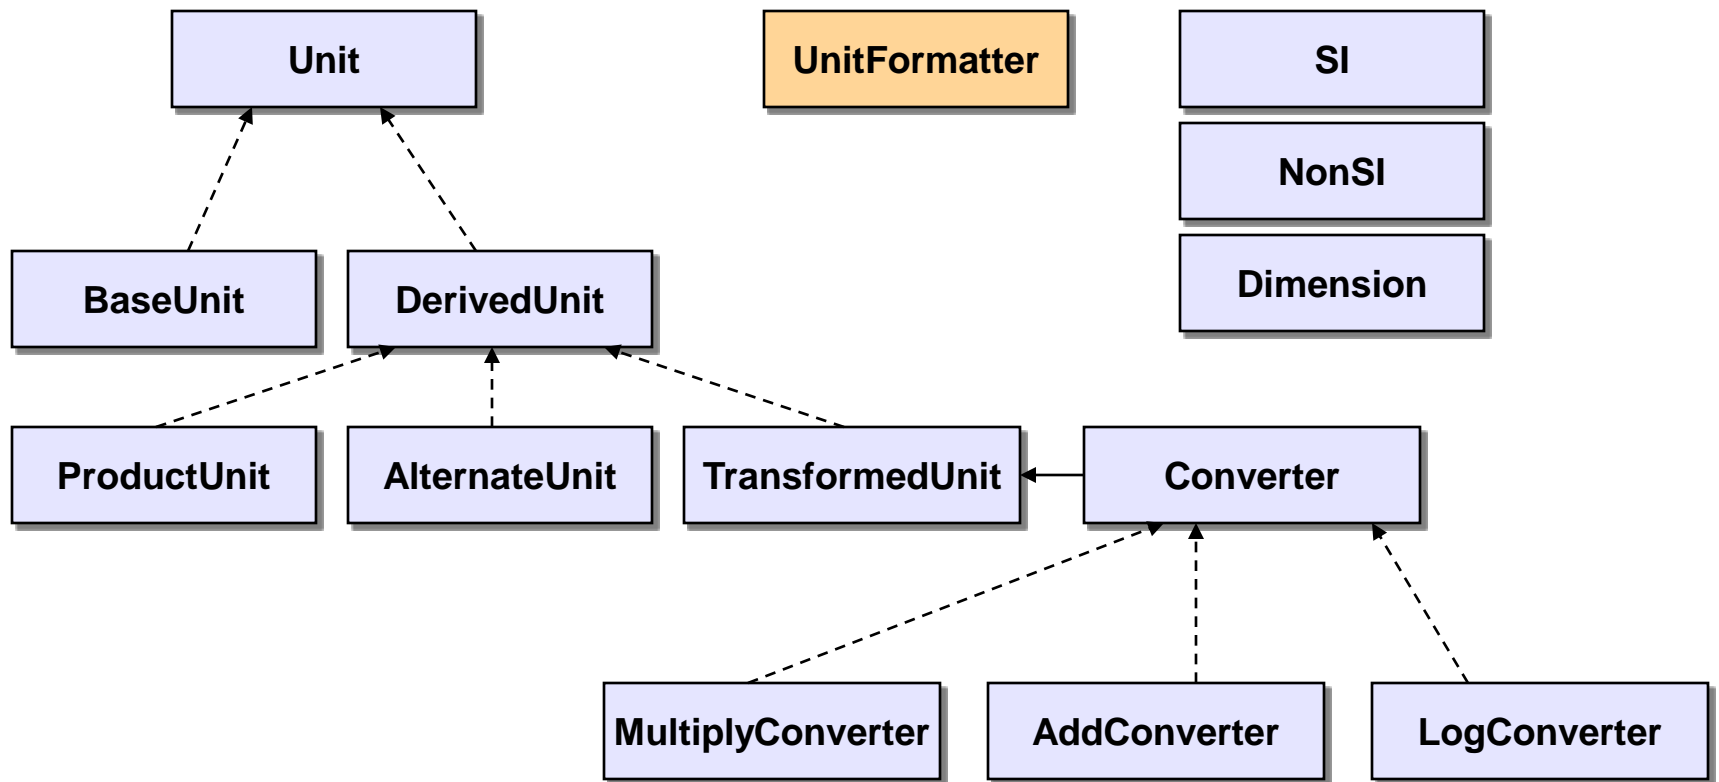 Unit
UnitFormatter
SI
NonSI
Dimension
BaseUnit
DerivedUnit
ProductUnit
AlternateUnit
TransformedUnit
Converter
MultiplyConverter
AddConverter
LogConverter